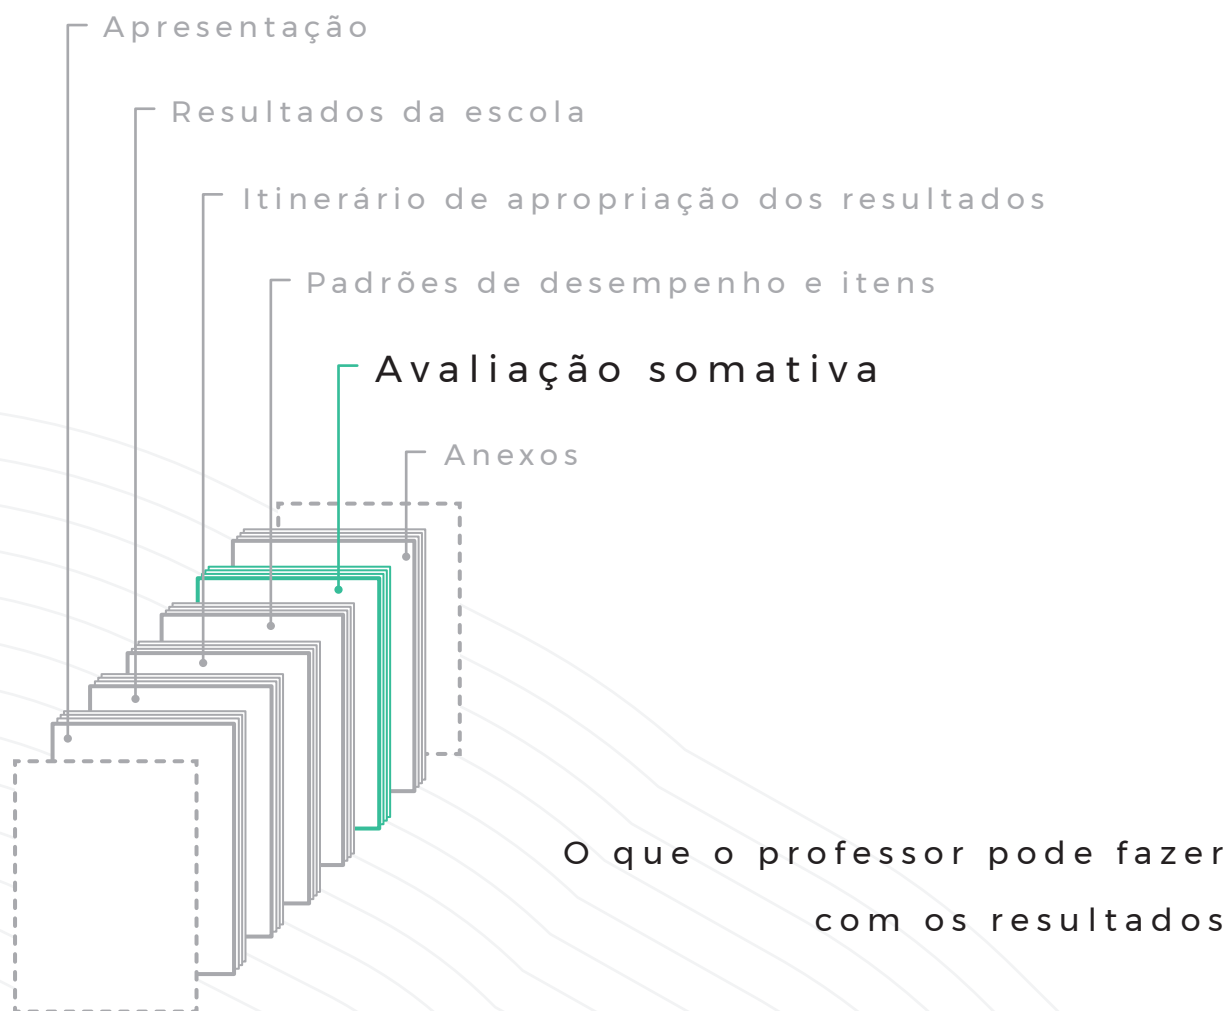 Apresentação
Resultados da escola
Itinerário de apropriação dos resultados
Padrões de desempenho e itens
Avaliação somativa
Anexos
O que o professor pode fazer
com os resultados